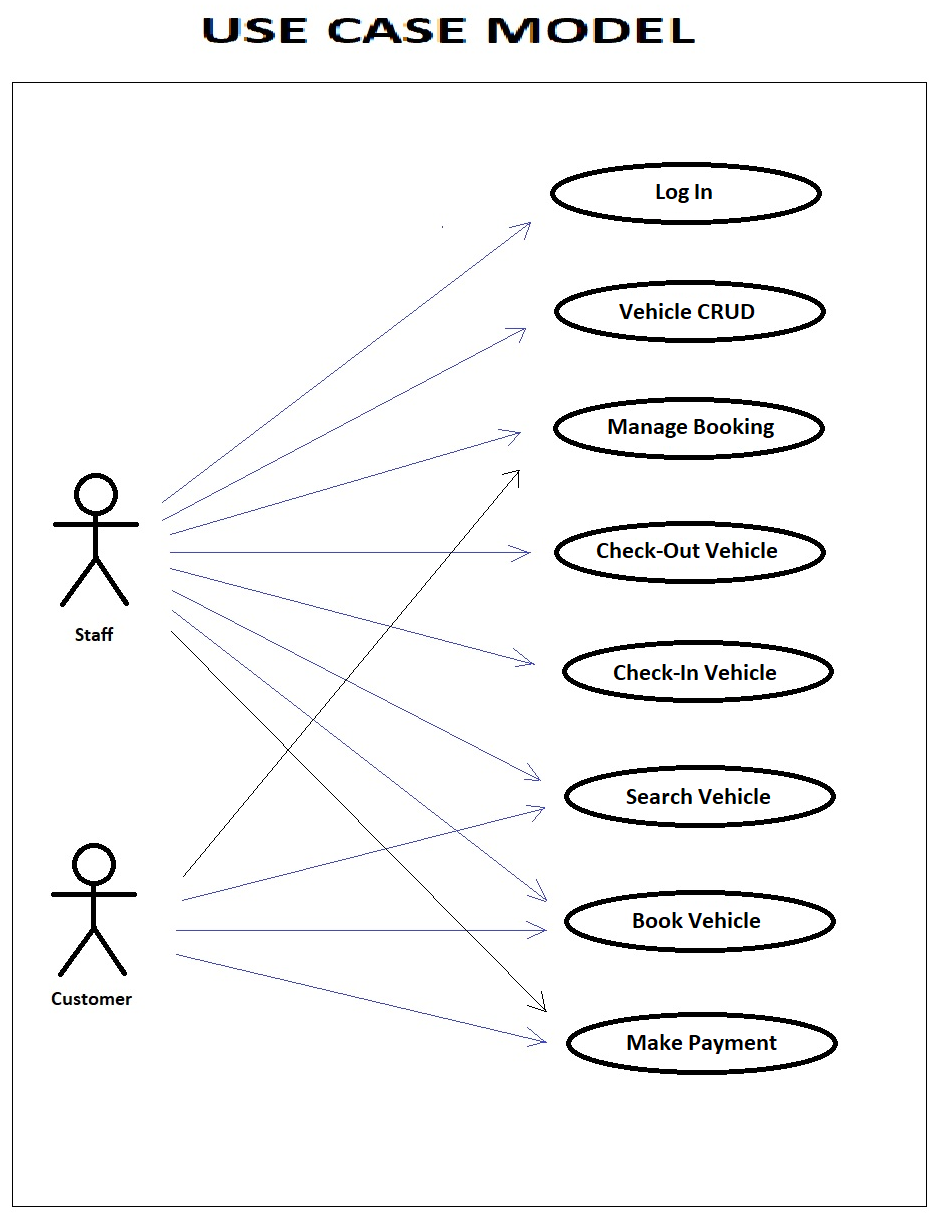 USE CASE MODEL
Log In
Vehicle CRUD
Manage Booking
Check-Out Vehicle
Staff
Check-In Vehicle
Search Vehicle
Book Vehicle
Customer
Make Payment